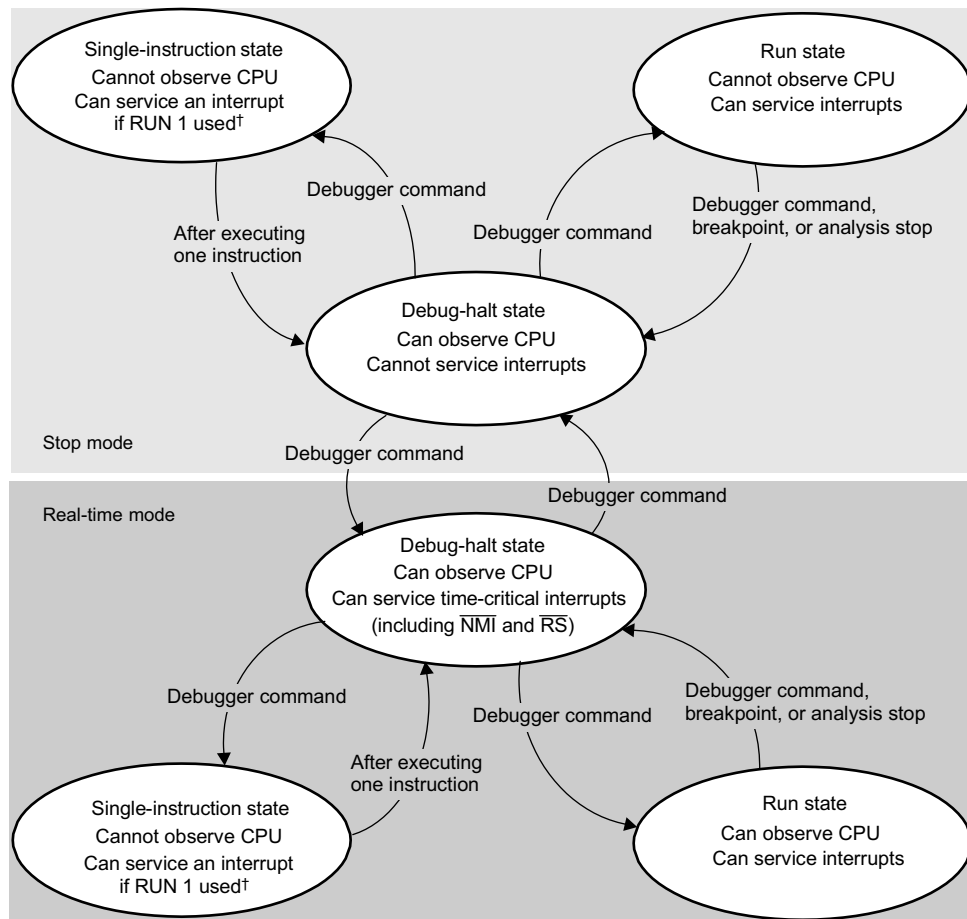 Single-instruction state
Cannot observe CPU
Can service an interrupt
if RUN 1 used†
Run state
Cannot observe CPU
Can service interrupts
Debugger command
Debugger command
Debugger command,
breakpoint, or analysis stop
After executing
one instruction
Debug-halt state
Can observe CPU
Cannot service interrupts
Stop mode
Debugger command
Debugger command
Real-time mode
Debug-halt state
Can observe CPU
Can service time-critical interrupts
(including N̅M̅I̅ and R̅S̅)
Debugger command
Debugger command
Debugger command,
breakpoint, or analysis stop
After executing
one instruction
Single-instruction state
Cannot observe CPU
Can service an interrupt
if RUN 1 used†
Run state
Can observe CPU
Can service interrupts